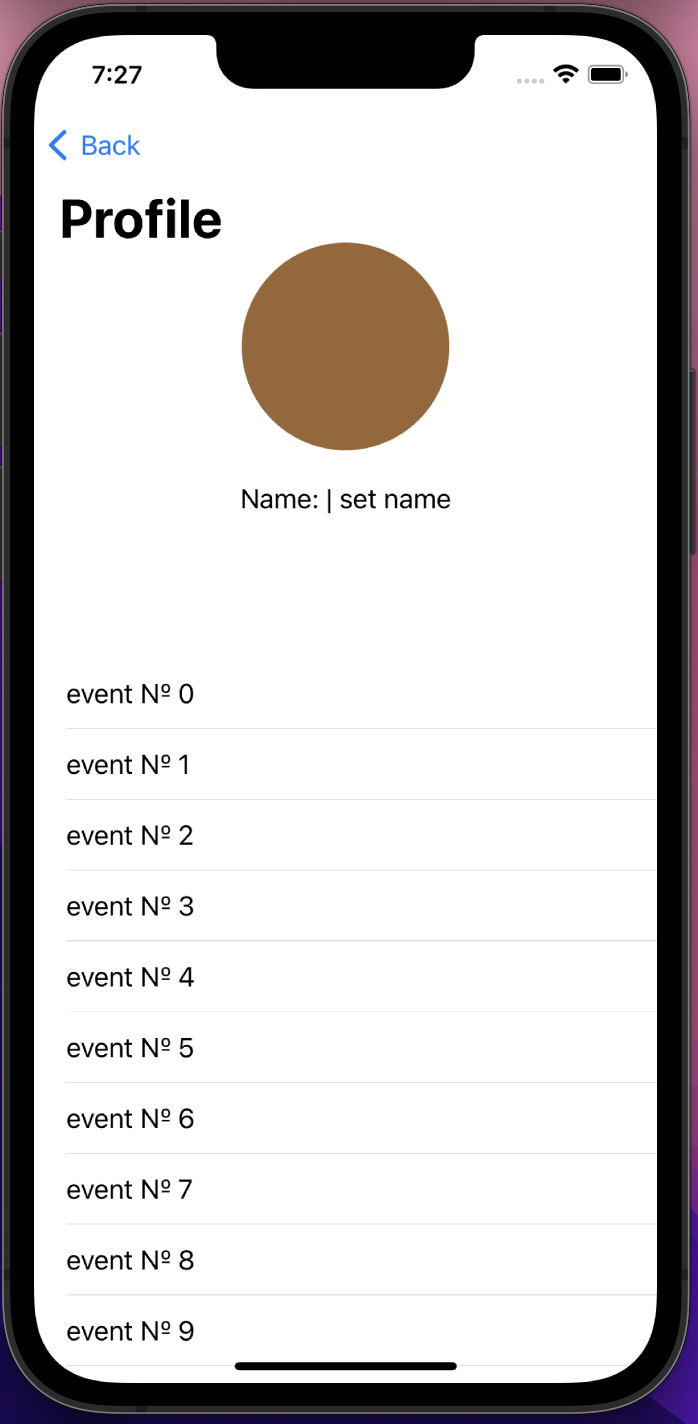 7:27
Back
Profile
Name: | set name
event Nº 0
event Nº 1
event Nº 2
event Nº 3
event Nº 4
event Nº 5
event Nº 6
event Nº 7
event Nº 8
event Nº 9